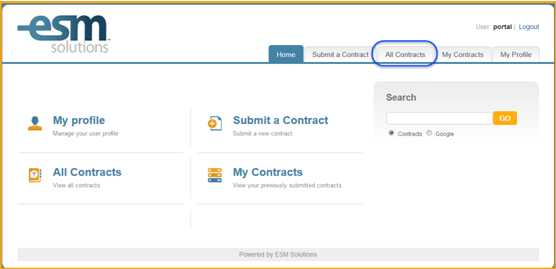 esm
solutions
User: portal | Logout
Home Submit a Contract All Contracts My Contracts My Profile
My profile
Manage your user profile
Submit a Contract
Submit a new contract
All Contracts
View all contracts
My Contracts
View your previously submitted contracts
Search
GO
Contracts Google
Powered by ESM Solutions